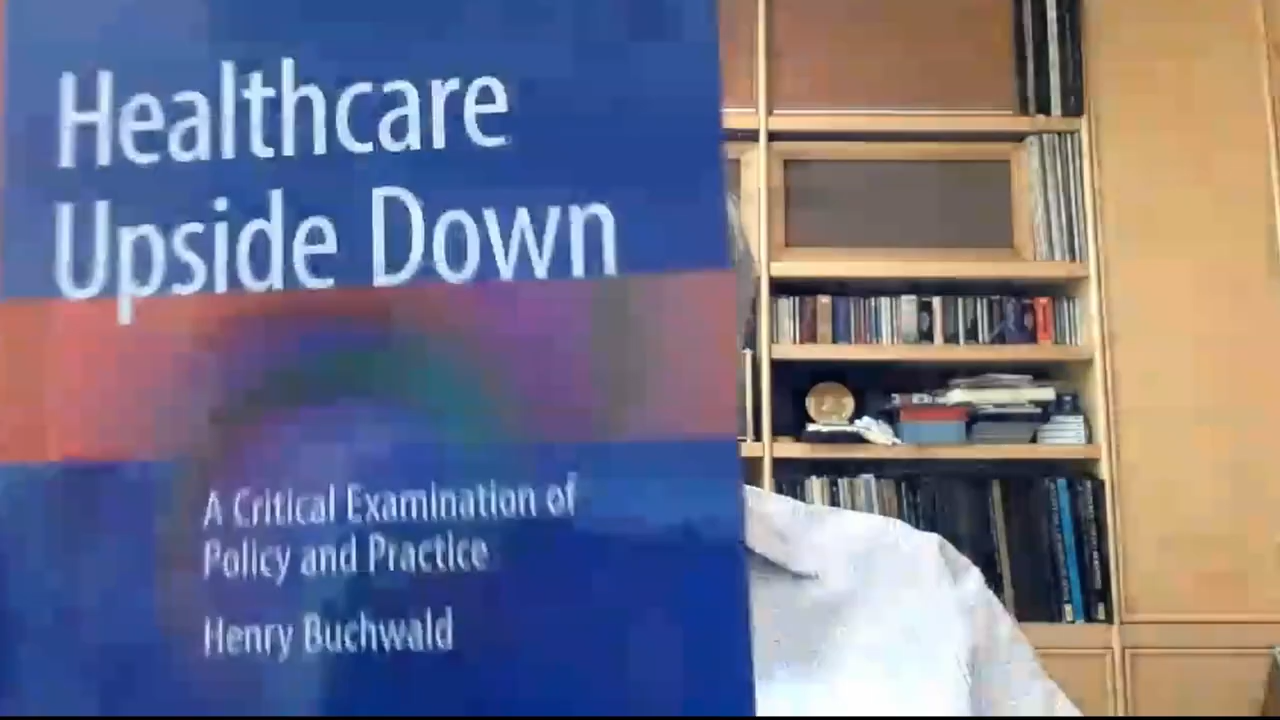 Healthcare
Upside Down
A Critical Examination of
Policy and Practice
Henry Buchwald